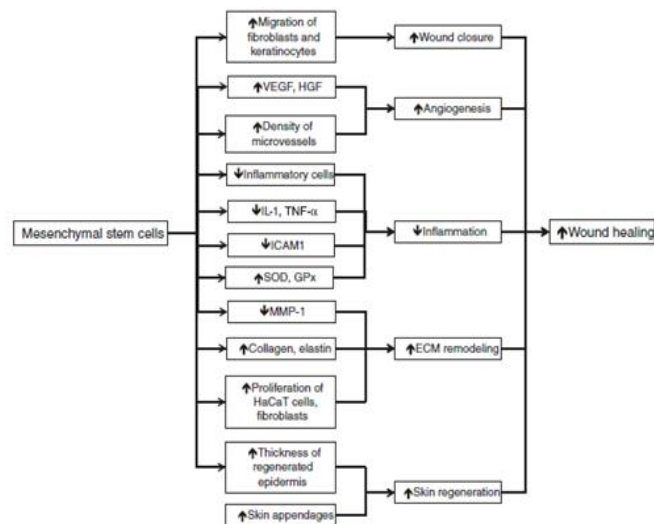 Mesenchymal stem cells
↑Migration of
fibroblasts and
keratinocytes
↑VEGF, HGF
↑Density of
microvessels
↓Inflammatory cells
↓IL-1, TNF-α
↓ICAM1
↑SOD, GPx
↓MMP-1
↑Collagen, elastin
↑Proliferation of
HaCaT cells,
fibroblasts
↑Thickness of
regenerated
epidermis
↑Skin appendages
↑Wound closure
↑Angiogenesis
↓Inflammation
↑ECM remodeling
↑Skin regeneration
↑Wound healing